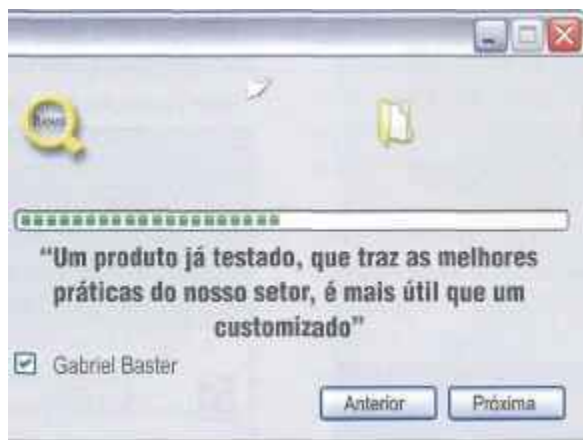 “Um produto já testado, que traz as melhores
práticas do nosso setor, é mais útil que um
customizado”
Gabriel Baster
Anterior
Próxima